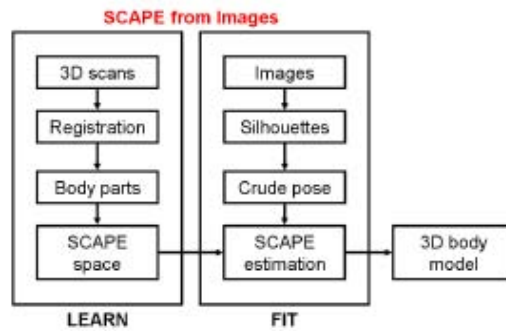 SCAPE from Images
3D scans
Registration
Body parts
SCAPE
space
LEARN
Images
Silhouettes
Crude pose
SCAPE
estimation
FIT
3D body
model